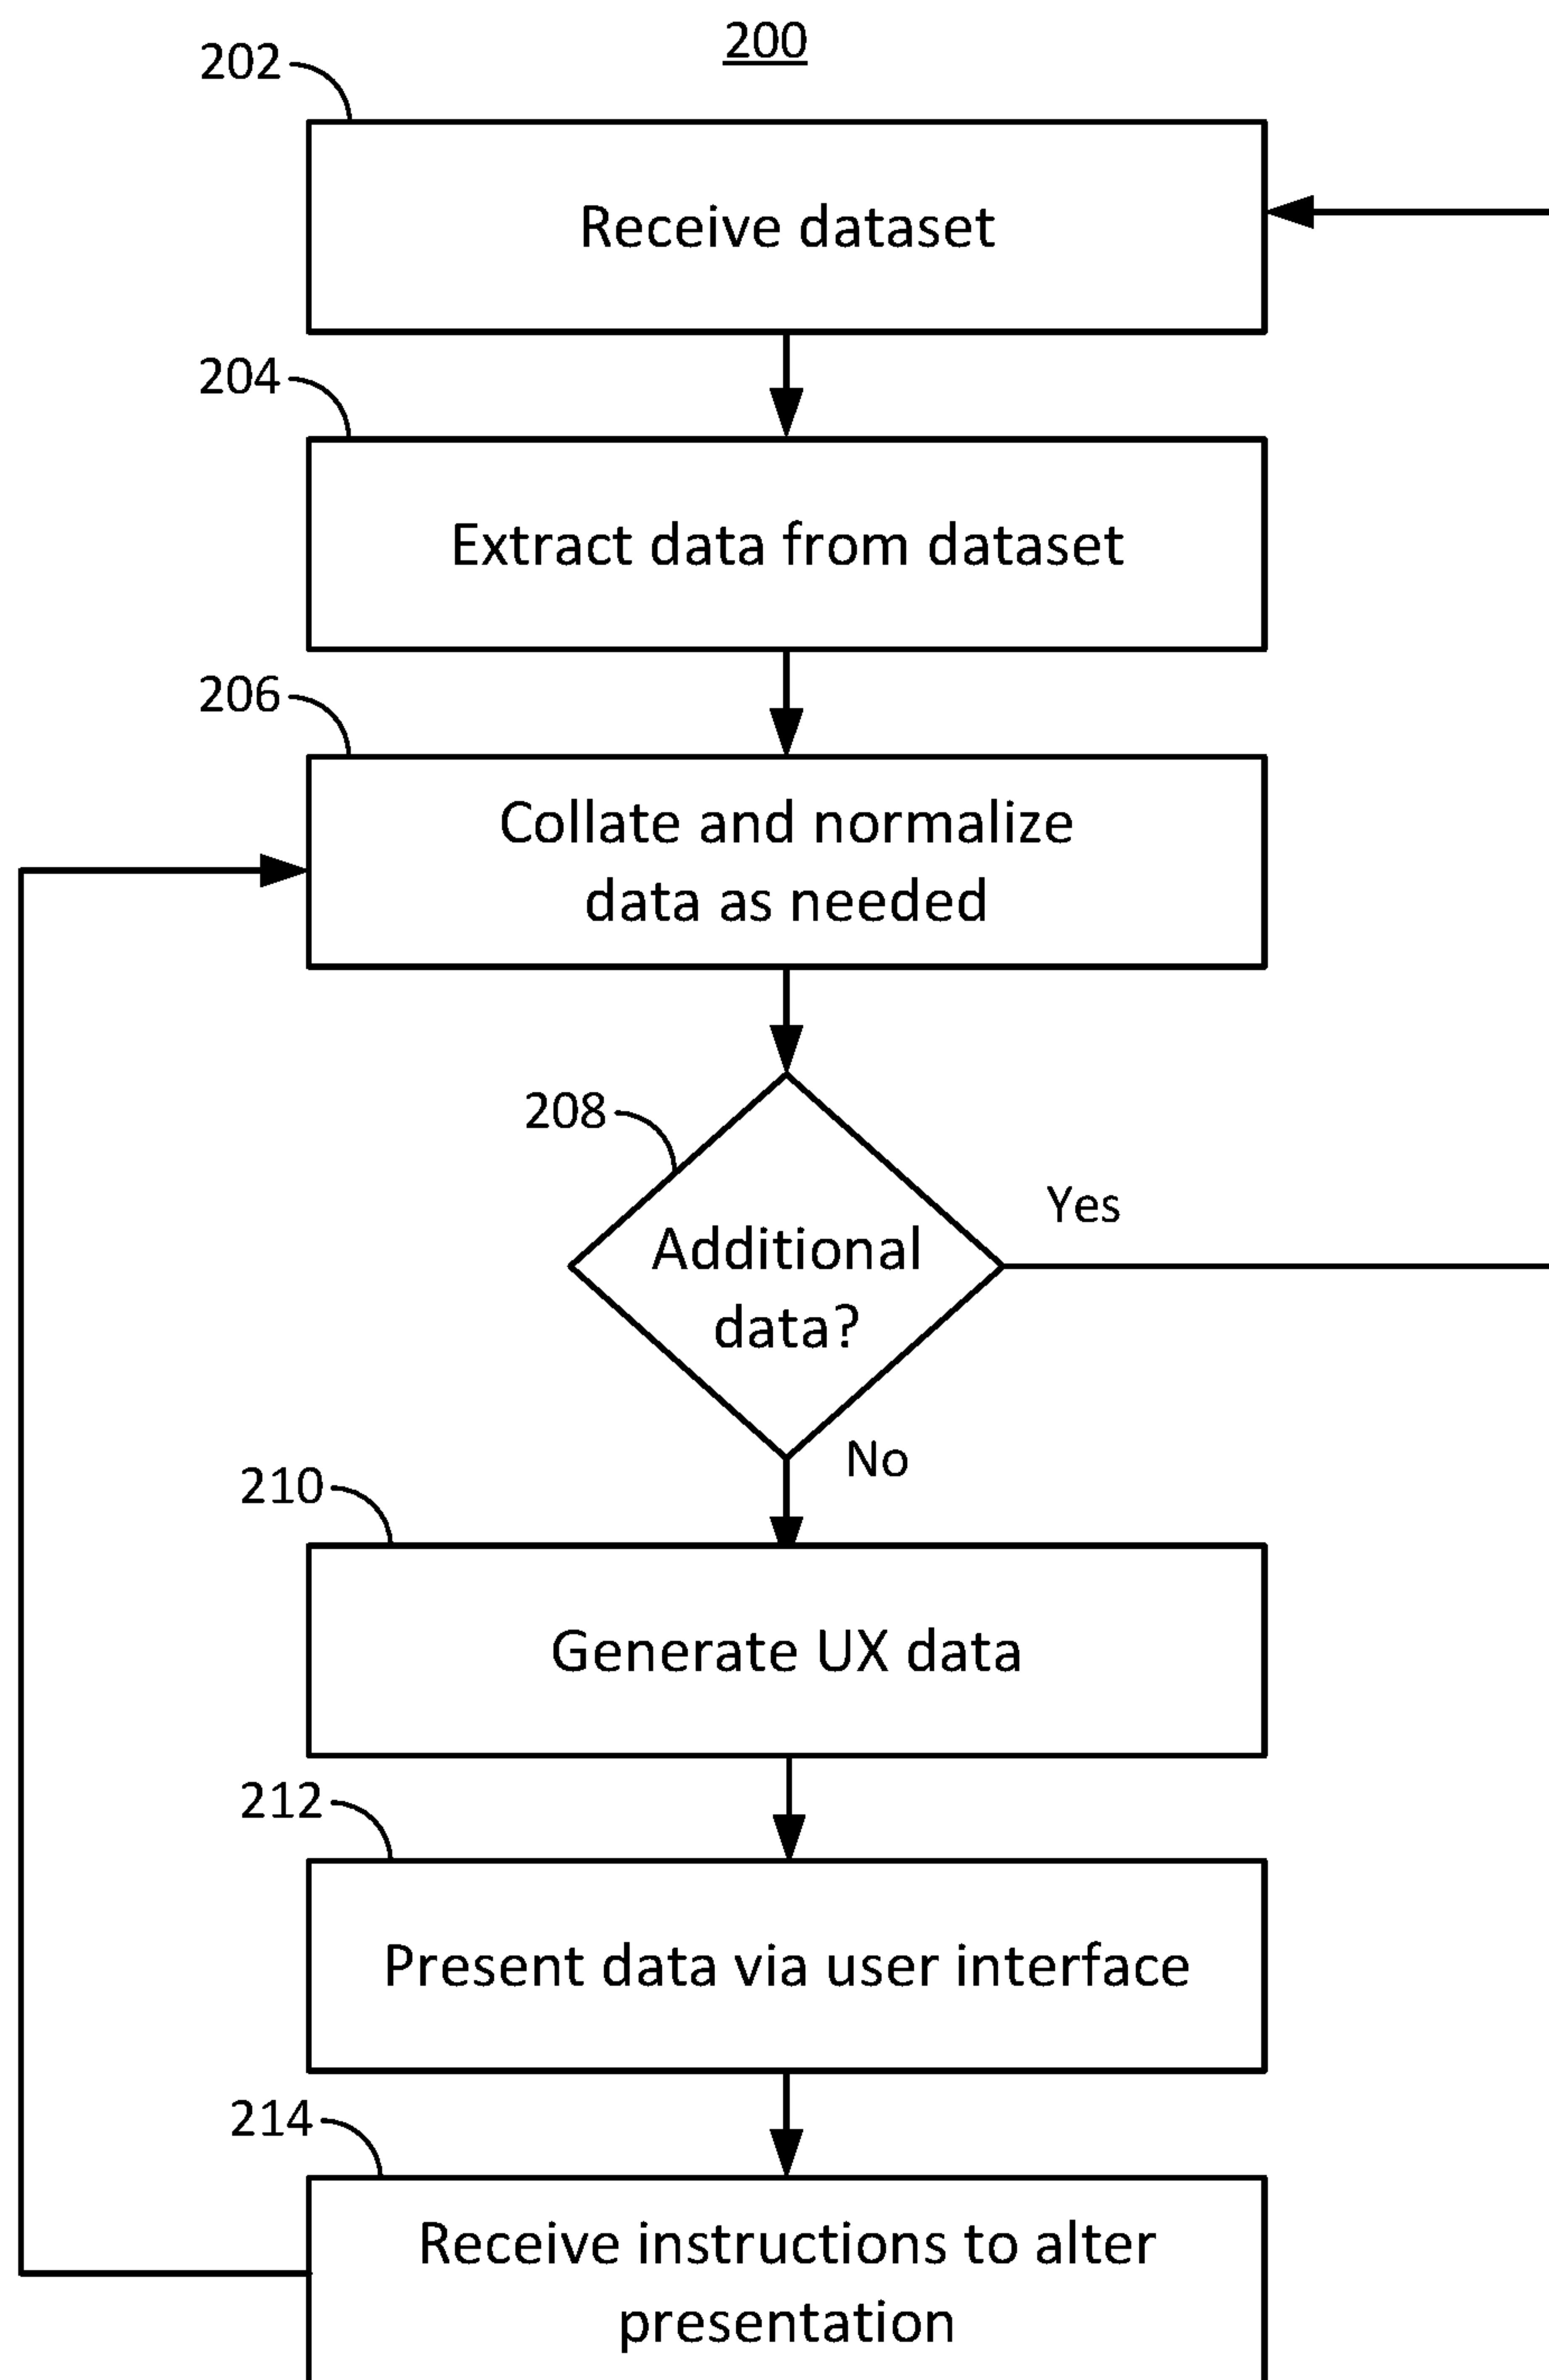 200
202
Receive dataset
204
Extract data from dataset
206
Collate and normalize
data as needed
208
Additional
data?
Yes
No
210
Generate UX data
212
Present data via user interface
214
Receive instructions to alter
presentation